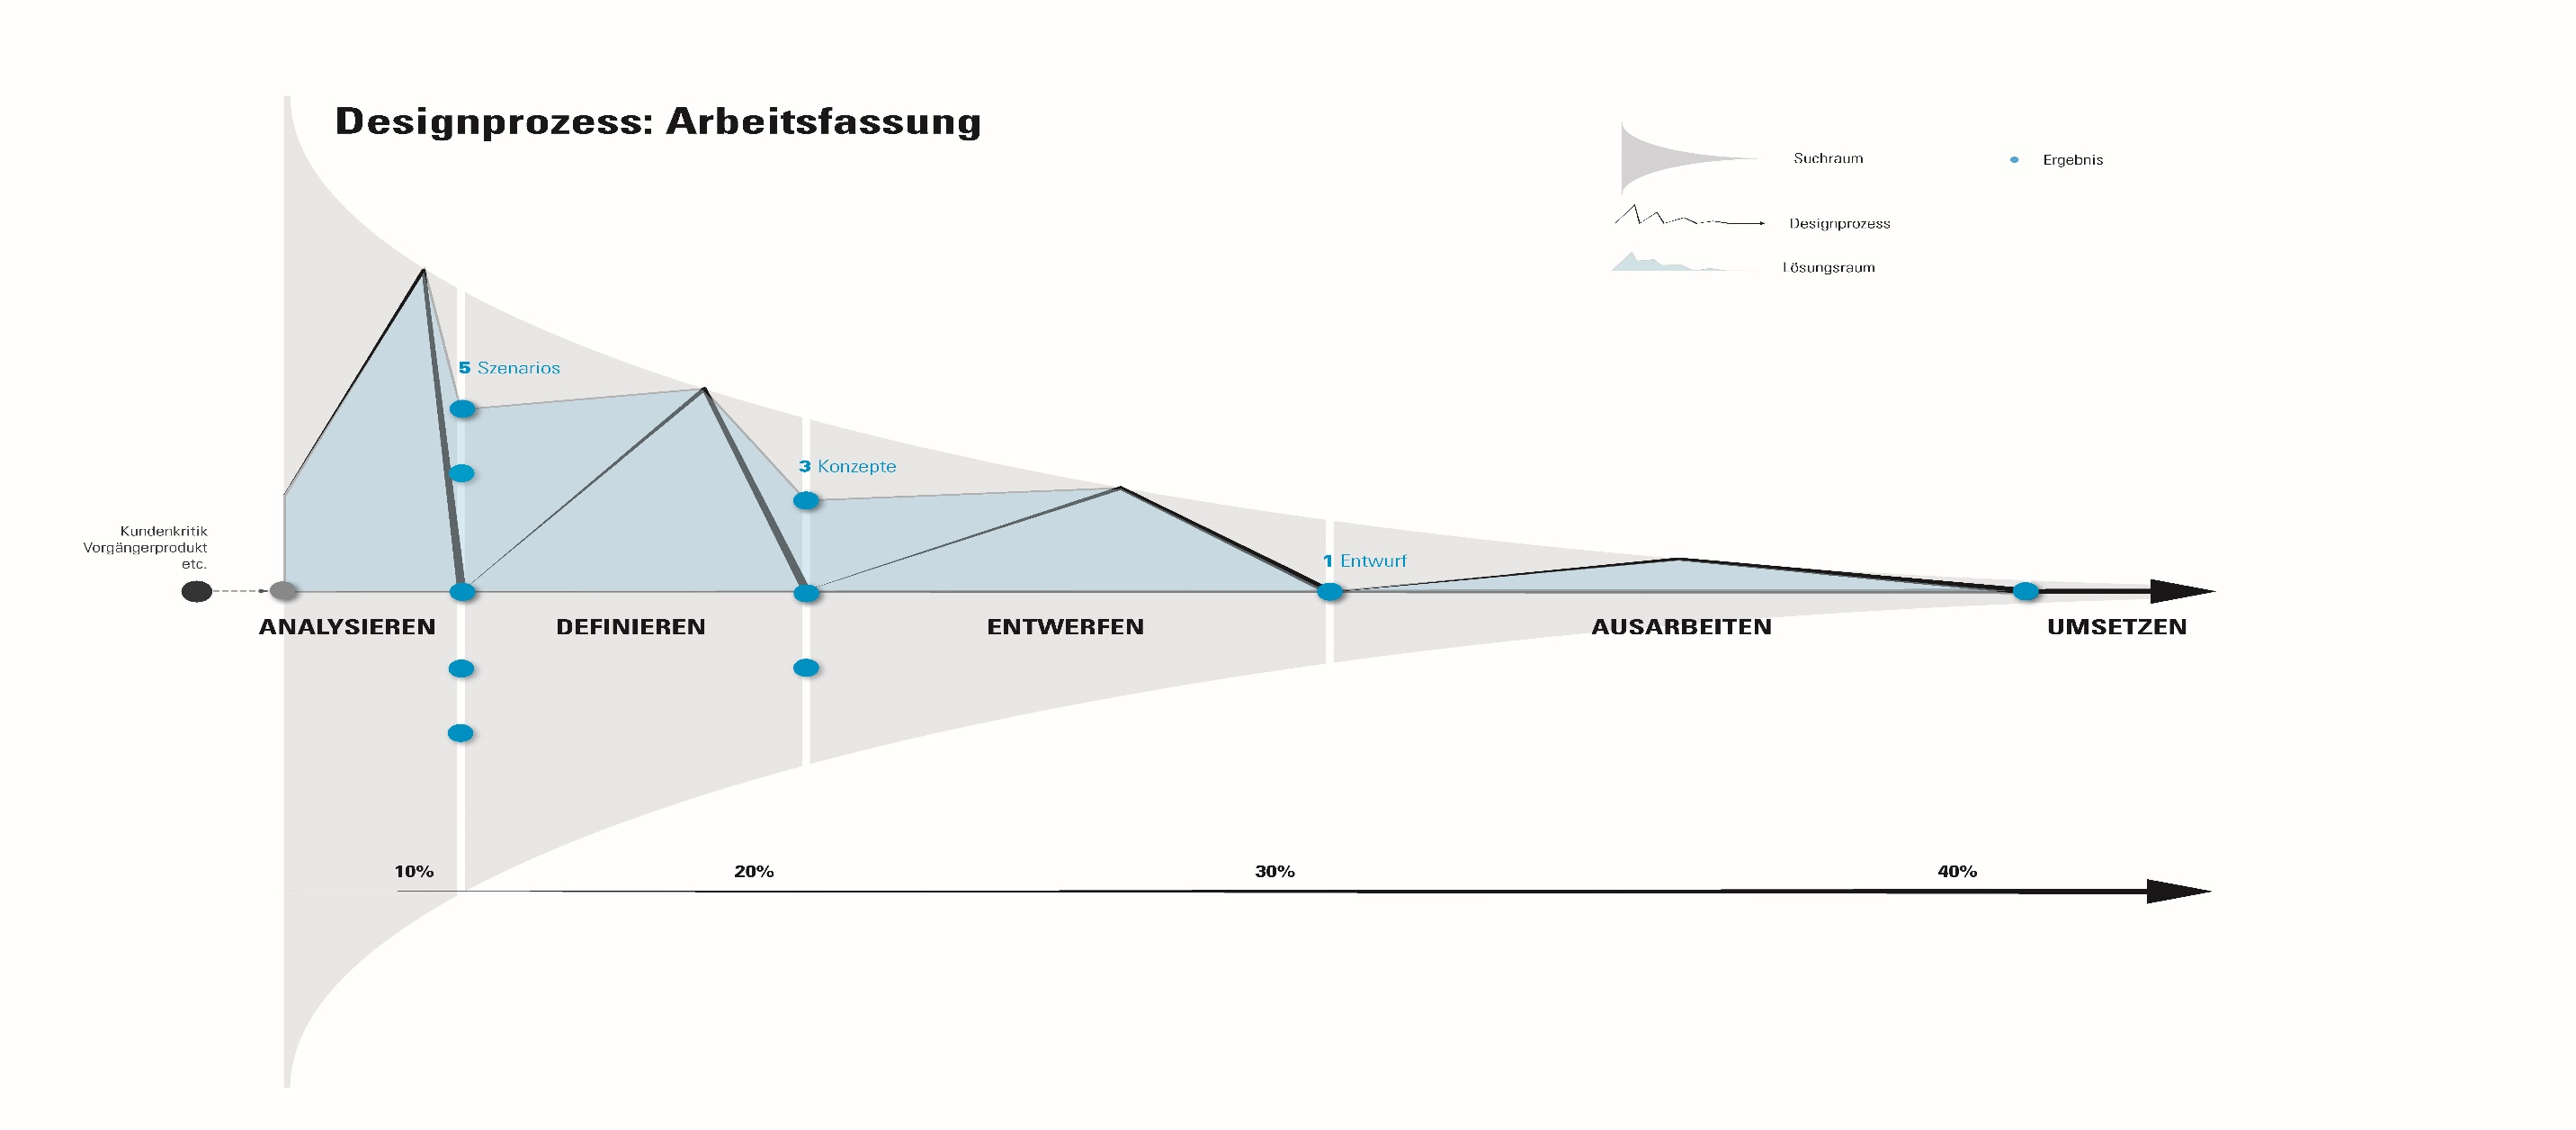 Designprozess: Arbeitsfassung
Suchraum
Ergebnis
Designprozess
Lösungsraum
5 Szenarios
3 Konzepte
1 Entwurf
Kundenkritik
Vorgängerprodukt
etc.
ANALYSIEREN
DEFINIEREN
ENTWERFEN
AUSARBEITEN
UMSETZEN
10%
20%
30%
40%